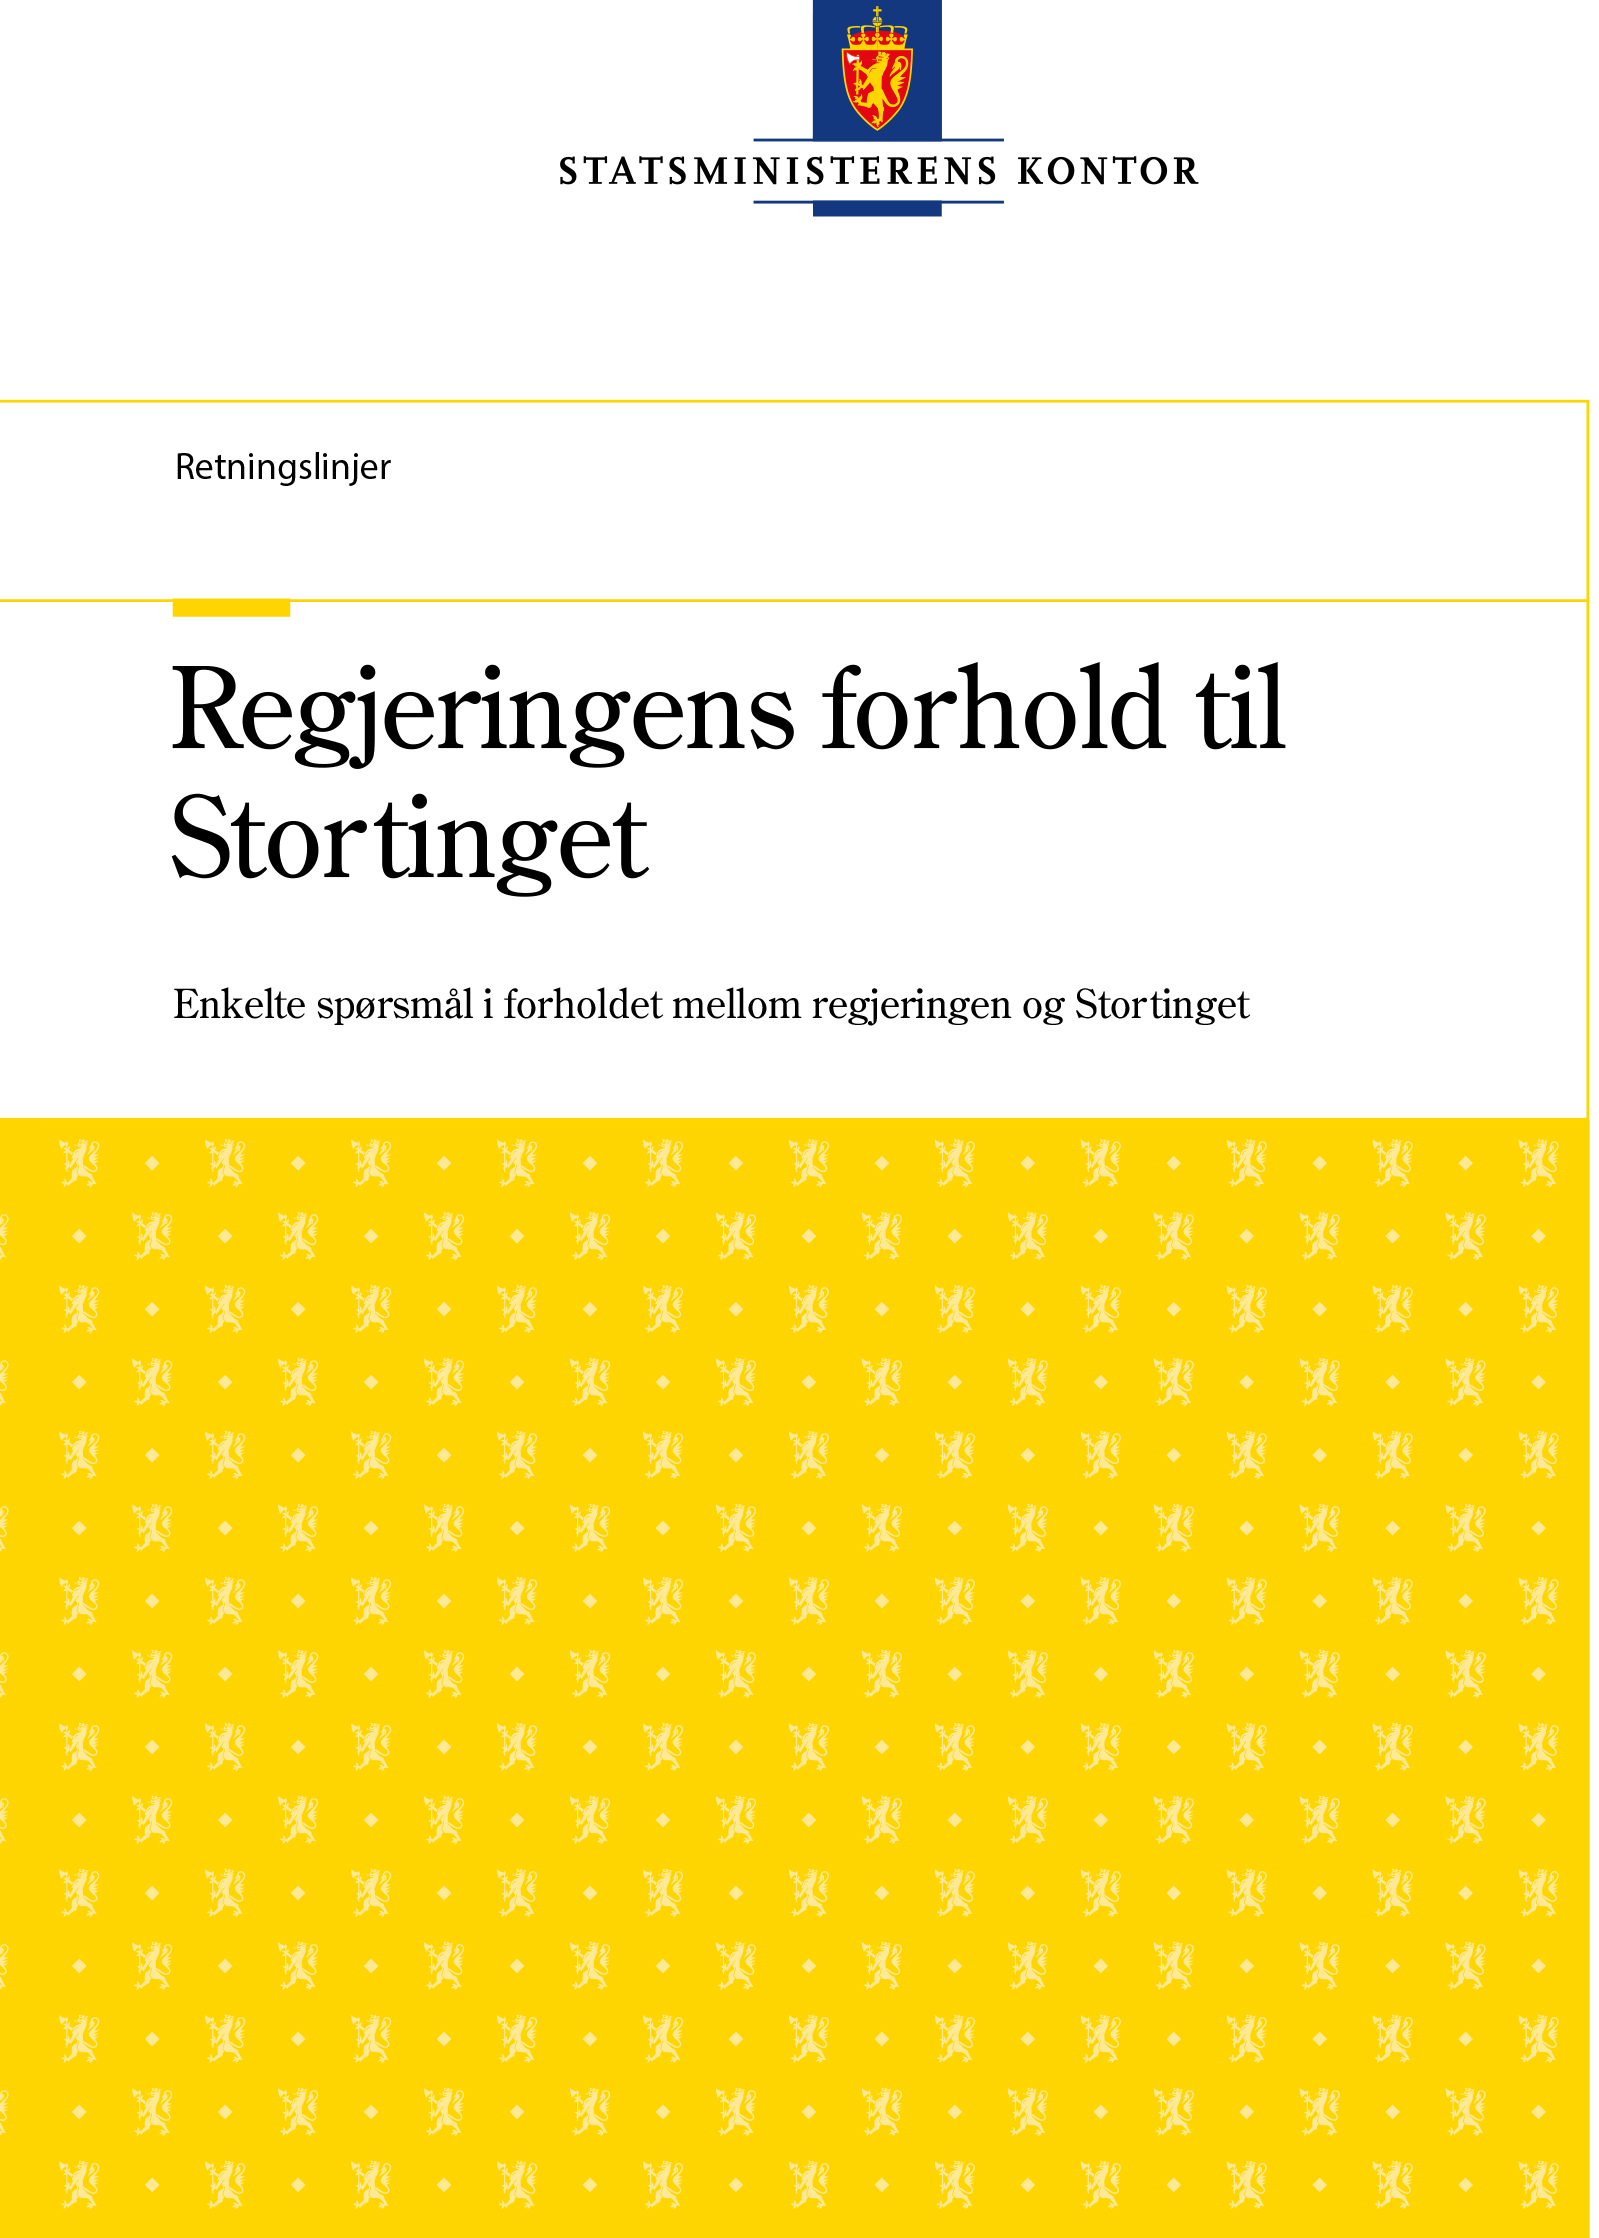 STATSMINISTERENS KONTOR
Retningslinjer
Regjeringens forhold til
Stortinget
Enkelte spørsmål i forholdet mellom regjeringen og Stortinget